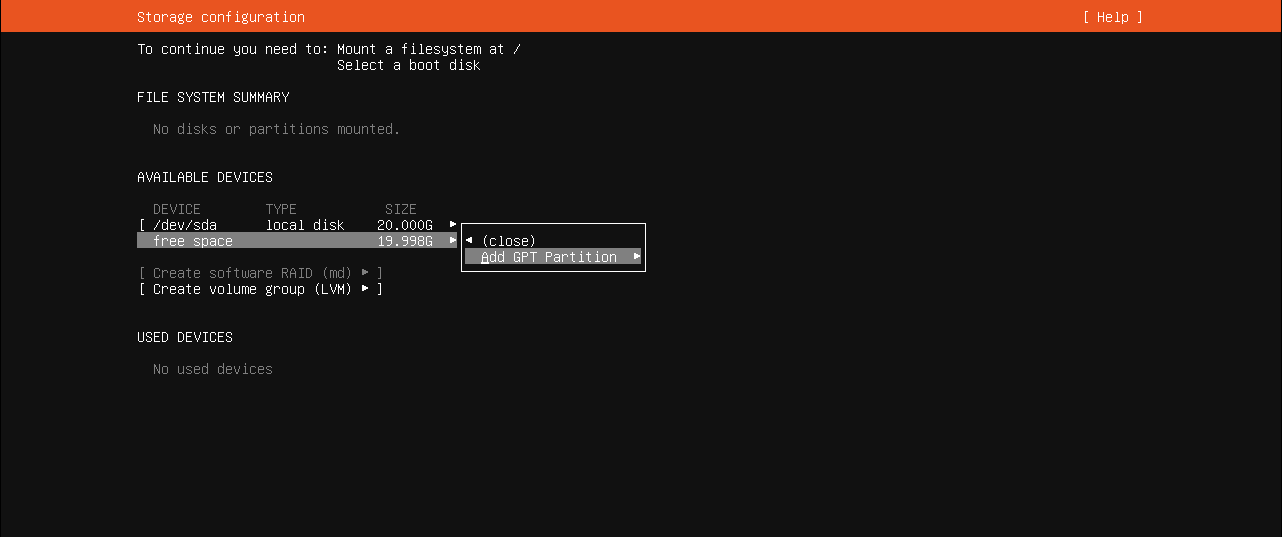 Storage configuration [ Help ]
To continue you need to: Mount a filesystem at /
Select a boot disk
FILE SYSTEM SUMMARY
No disks or partitions mounted.
AVAILABLE DEVICES
DEVICE TYPE SIZE
[ /dev/sda local disk 20.000G ▸
free space 19.998G ▸
◂ (close)
Add GPT Partition ▸
[ Create software RAID (md) ▸ ]
[ Create volume group (LVM) ▸ ]
USED DEVICES
No used devices